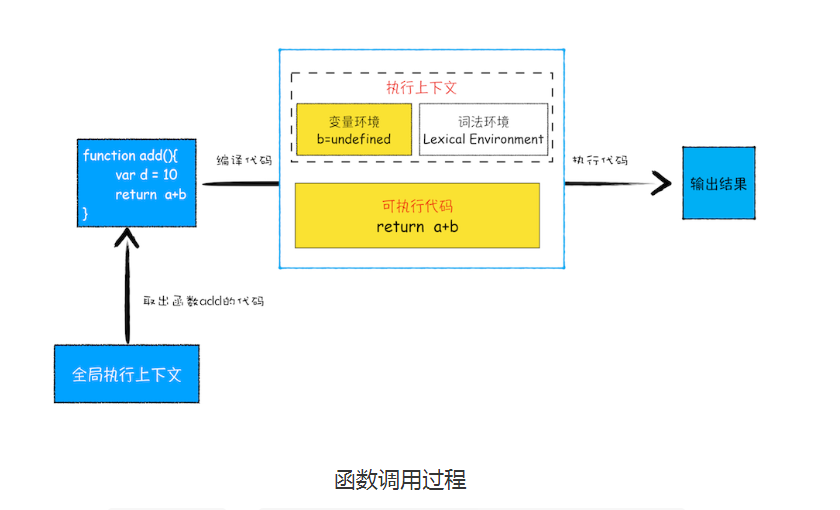 执行上下文
变量环境
b=undefined
词法环境
Lexical Environment
function add(){
var d = 10
return a+b
}
编译代码
执行代码
输出结果
可执行代码
return a+b
取出函数add的代码
全局执行上下文
函数调用过程